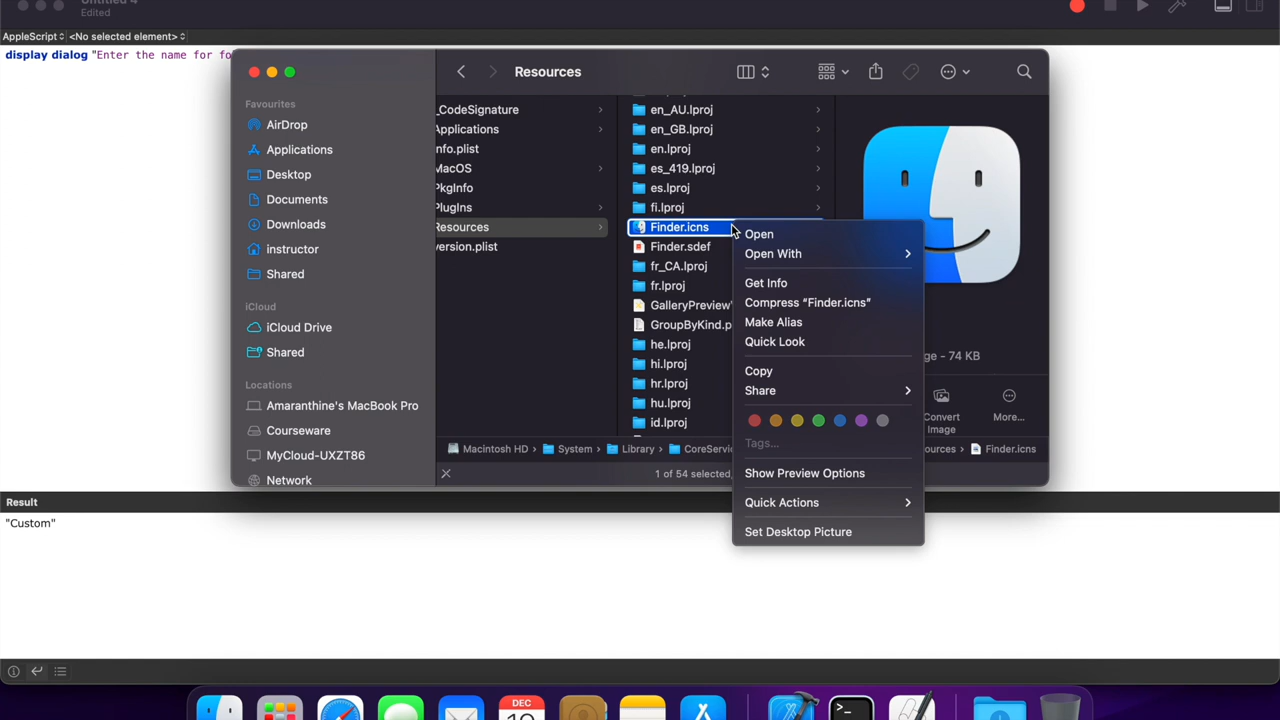 Untitled 4
Edited
AppleScript <No selected element>
display dialog "Enter the name for fo
Resources
Favourites
AirDrop
Applications
Desktop
Documents
Downloads
instructor
Shared
iCloud
iCloud Drive
Shared
Locations
Amaranthine's MacBook Pro
Courseware
MyCloud-UXZT86
Network
_CodeSignature
Applications
nfo.plist
MacOS
PkgInfo
PlugIns
Resources
version.plist
en_AU.lproj
en_GB.lproj
en.lproj
es_419.lproj
es.lproj
fi.lproj
Finder.icns
Finder.sdef
fr_CA.lproj
fr.lproj
GalleryPreview
GroupByKind.p
he.lproj
hi.lproj
hr.lproj
hu.lproj
id.lproj
Open
Open With
Get Info
Compress “Finder.icns”
Make Alias
Quick Look
Copy
Share
Tags...
Show Preview Options
Quick Actions
Set Desktop Picture
ge - 74 KB
Convert
Image
More...
Macintosh HD › System › Library › CoreServic
ources › Finder.icns
1 of 54 selected,
Result
"Custom"
DEC